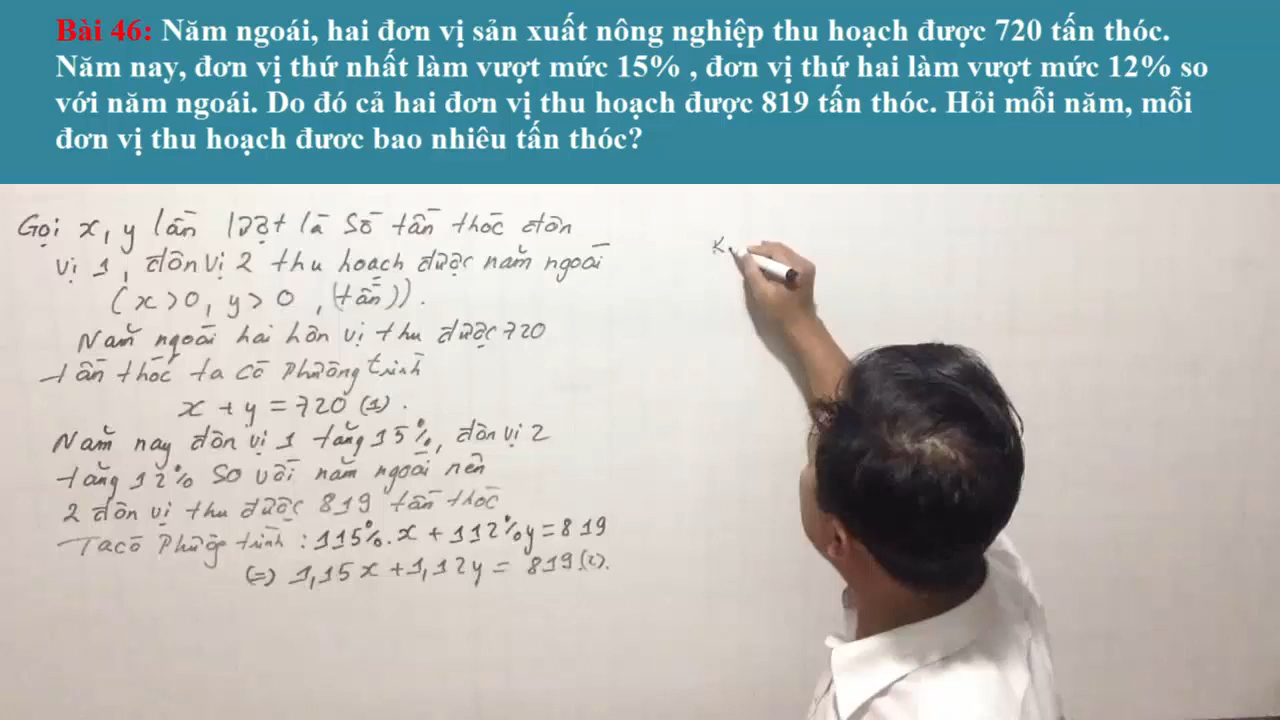 Bài 46: Năm ngoái, hai đơn vị sản xuất nông nghiệp thu hoạch được 720 tấn thóc.
Năm nay, đơn vị thứ nhất làm vượt mức 15% , đơn vị thứ hai làm vượt mức 12% so
với năm ngoái. Do đó cả hai đơn vị thu hoạch được 819 tấn thóc. Hỏi mỗi năm, mỗi
đơn vị thu hoạch đươc bao nhiêu tấn thóc?
Gọi x, y lần lượt là số tấn thóc đơn
vị 1, đơn vị 2 thu hoạch được năm ngoái
(x > 0, y > 0 , (tấn)).
Năm ngoái hai hôn vị thu được 720
tấn thóc ta có phương trình
x + y = 720 (1) .
Năm nay đơn vị 1 tăng 15%, đơn vị 2
tăng 12% so với năm ngoái nên
2 đơn vị thu được 819 tấn thóc
Ta có trình : 115%.x + 112%y = 819
(=) 1,15x + 1,12y = 819 (2).
K